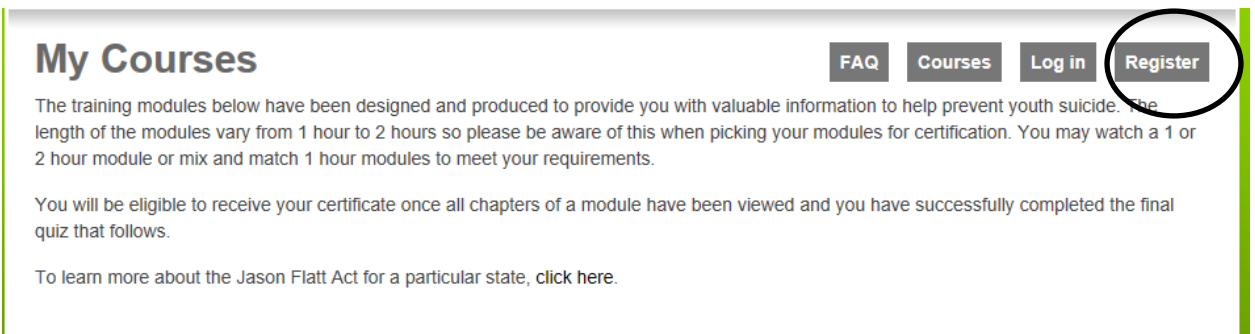 My Courses
FAQ Courses Log in Register
The training modules below have been designed and produced to provide you with valuable information to help prevent youth suicide. The
length of the modules vary from 1 hour to 2 hours so please be aware of this when picking your modules for certification. You may watch a 1 or
2 hour module or mix and match 1 hour modules to meet your requirements.
You will be eligible to receive your certificate once all chapters of a module have been viewed and you have successfully completed the final
quiz that follows.
To learn more about the Jason Flatt Act for a particular state, click here.